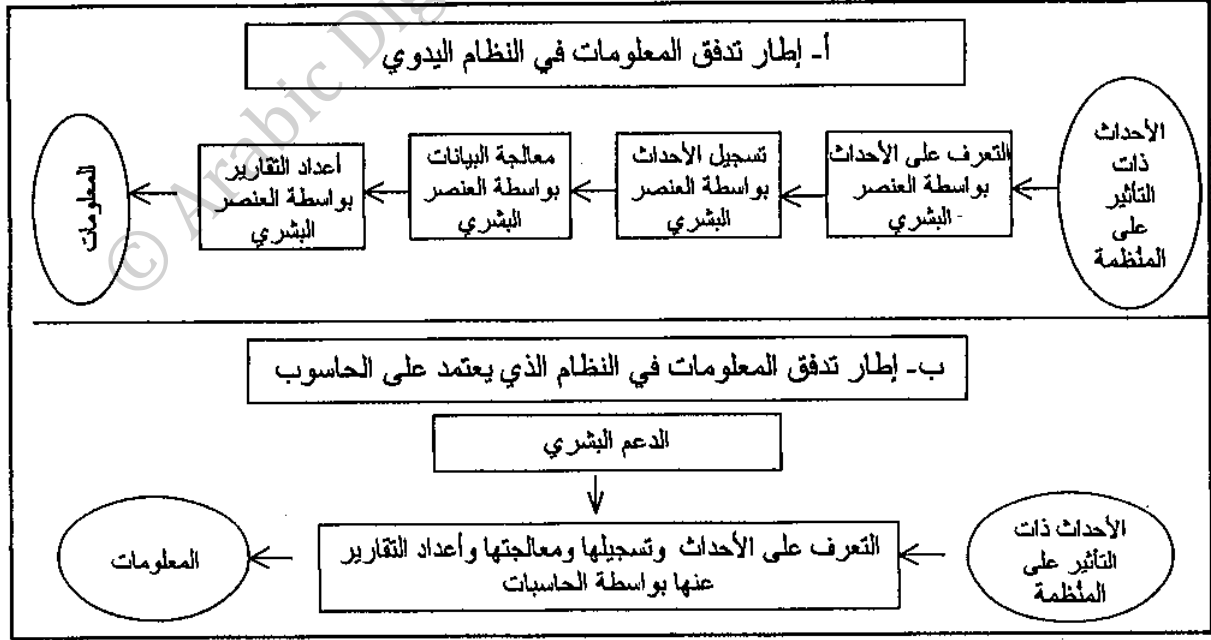 أ- إطار تدفق المعلومات في النظام اليدوي
الأحداث
ذات
التأثير
على
المنظمة
التعرف على الأحداث
بواسطة العنصر
البشري
تسجيل الأحداث
بواسطة العنصر
البشري
معالجة البيانات
بواسطة العنصر
البشري
أعداد التقارير
بواسطة العنصر
البشري
المعلومات
ب- إطار تدفق المعلومات في النظام الذي يعتمد على الحاسوب
الدعم البشري
الأحداث ذات
التأثير على
المنظمة
التعرف على الأحداث وتسجيلها ومعالجتها وأعداد التقارير
عنها بواسطة الحاسبات
المعلومات
© Arabic Dig